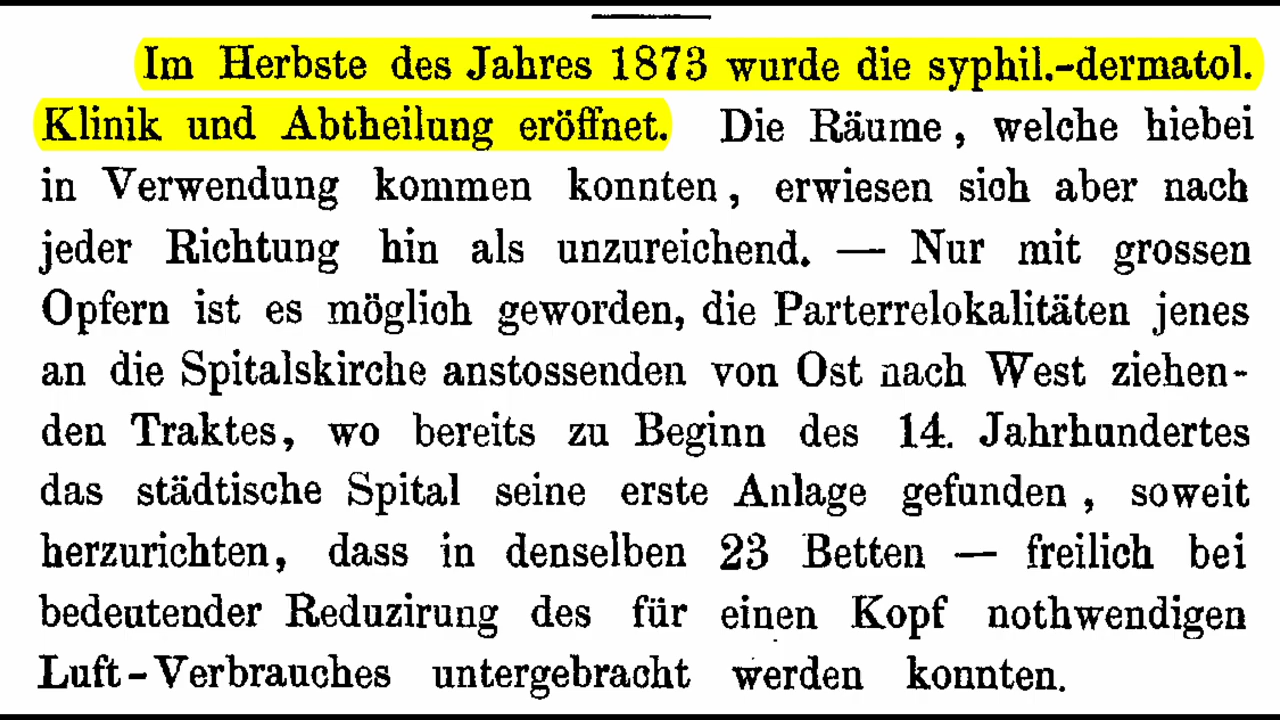 Im Herbste des Jahres 1873 wurde die syphil.-dermatol.
Klinik und Abtheilung eröffnet. Die Räume, welche hiebei
in Verwendung kommen konnten, erwiesen sich aber nach
jeder Richtung hin als unzureichend. — Nur mit grossen
Opfern ist es möglich geworden, die Parterrelokalitäten jenes
an die Spitalskirche anstossenden von Ost nach West ziehen-
den Traktes, wo bereits zu Beginn des 14. Jahrhundertes
das städtische Spital seine erste Anlage gefunden, soweit
herzurichten, dass in denselben 23 Betten — freilich bei
bedeutender Reduzirung des für einen Kopf nothwendigen
Luft-Verbrauches untergebracht werden konnten.